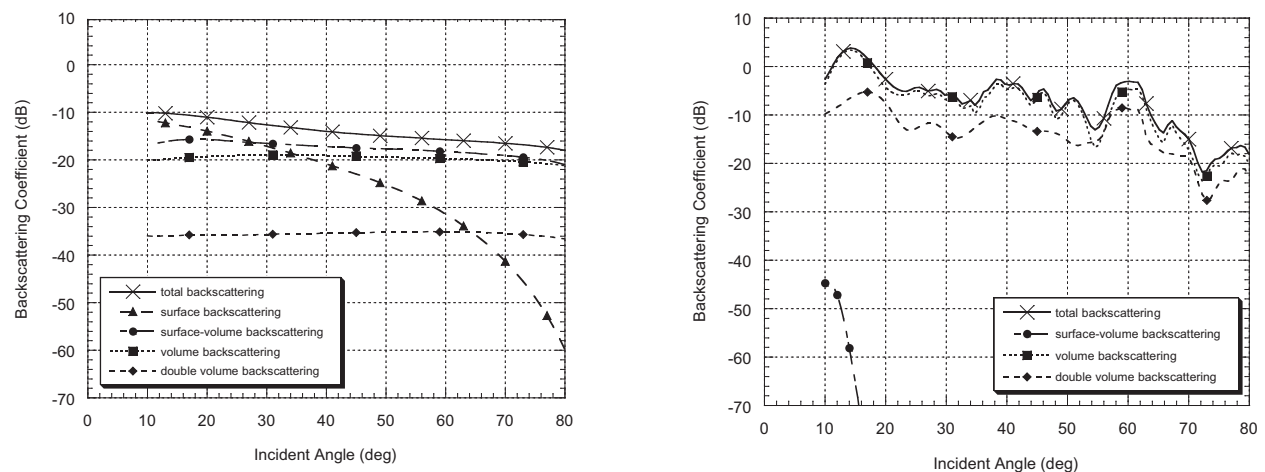 10
0
-10
-20
-30
-40
-50
-60
-70
Backscattering Coefficient (dB)
total backscattering
surface backscattering
surface-volume backscattering
volume backscattering
double volume backscattering
0 10 20 30 40 50 60 70 80
Incident Angle (deg)
10
0
-10
-20
-30
-40
-50
-60
-70
Backscattering Coefficient (dB)
total backscattering
surface-volume backscattering
volume backscattering
double volume backscattering
0 10 20 30 40 50 60 70 80
Incident Angle (deg)